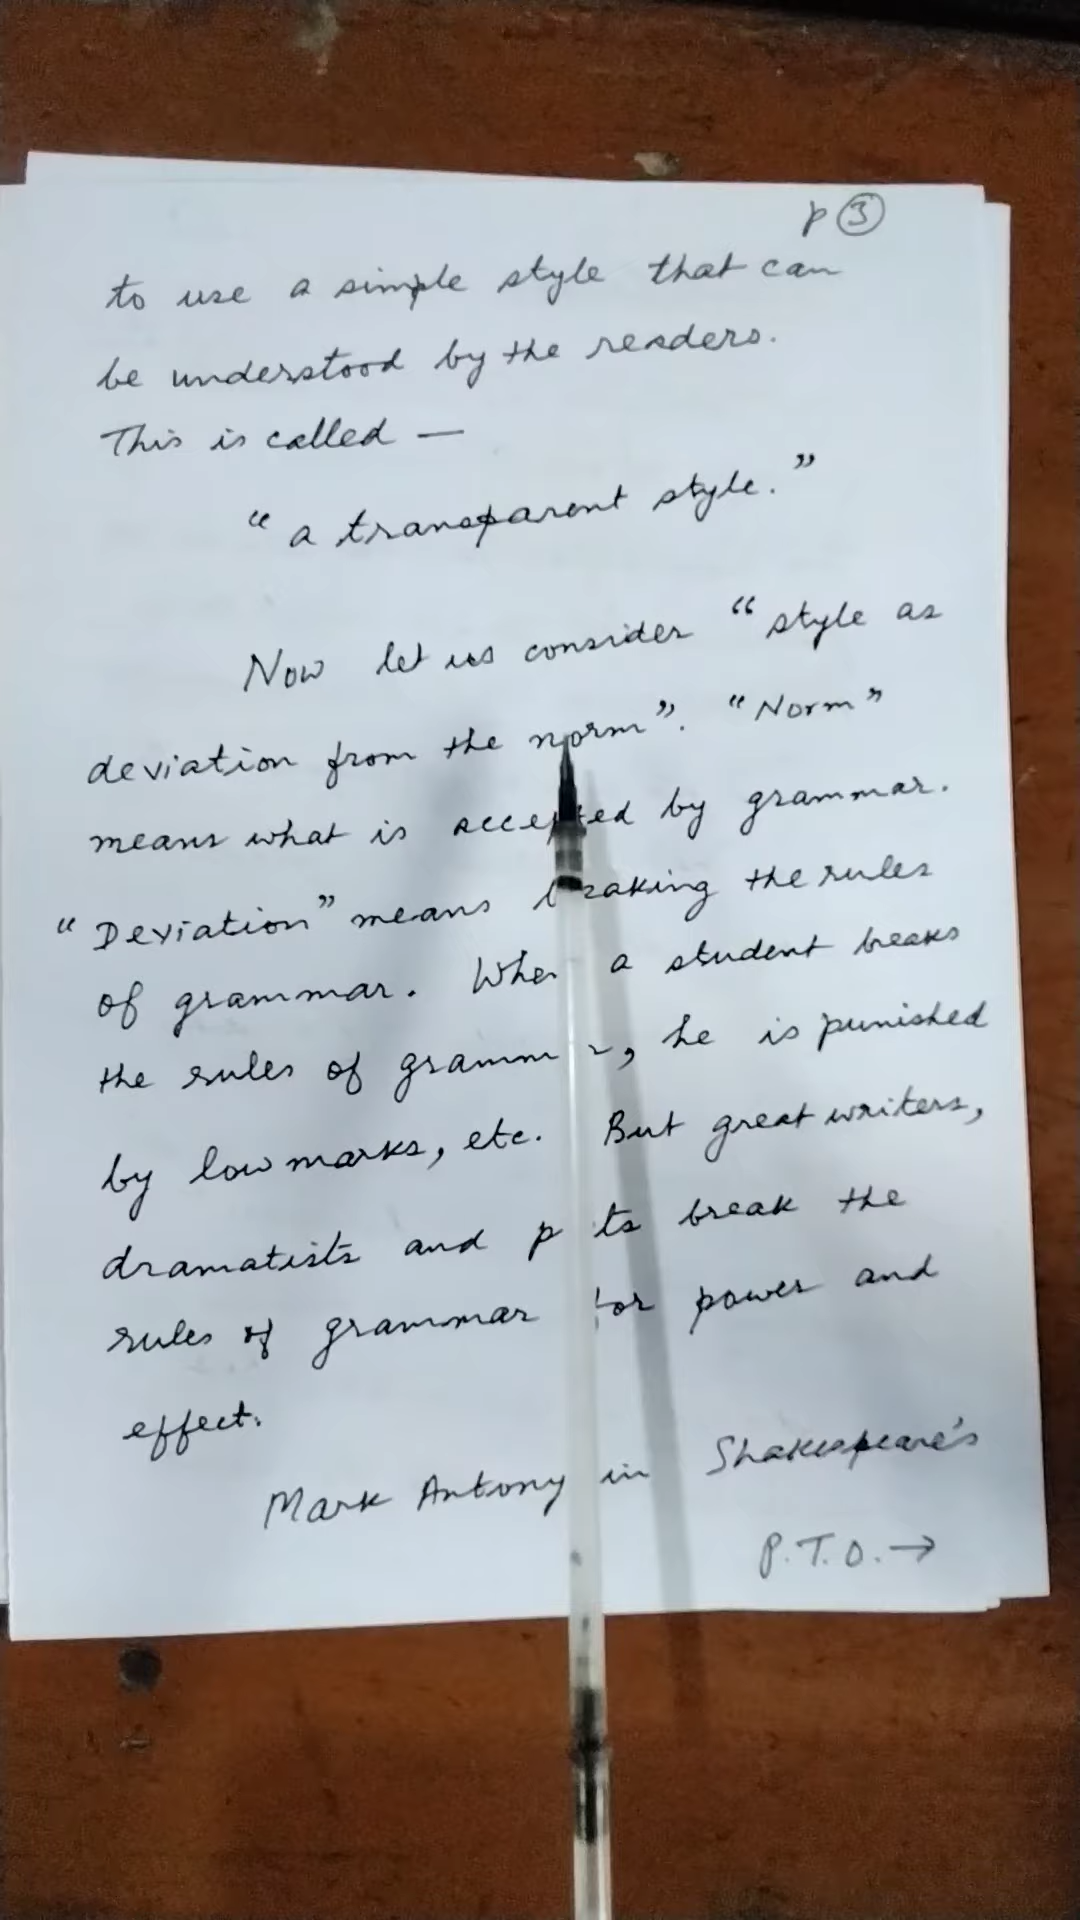 p 3
to use a simple style that can
be understood by the readers.
This is called —
“a transparent style.”
Now let us consider “style as
deviation from the norm”. “Norm”
means what is accepted by grammar.
“Deviation” means breaking the rules
of grammar. When a student breaks
the rules of grammar, he is punished
by low marks, etc. But great writers,
dramatists and poets break the
rules of grammar for power and
effect.
Mark Antony in Shakespeare's
P.T.O. →